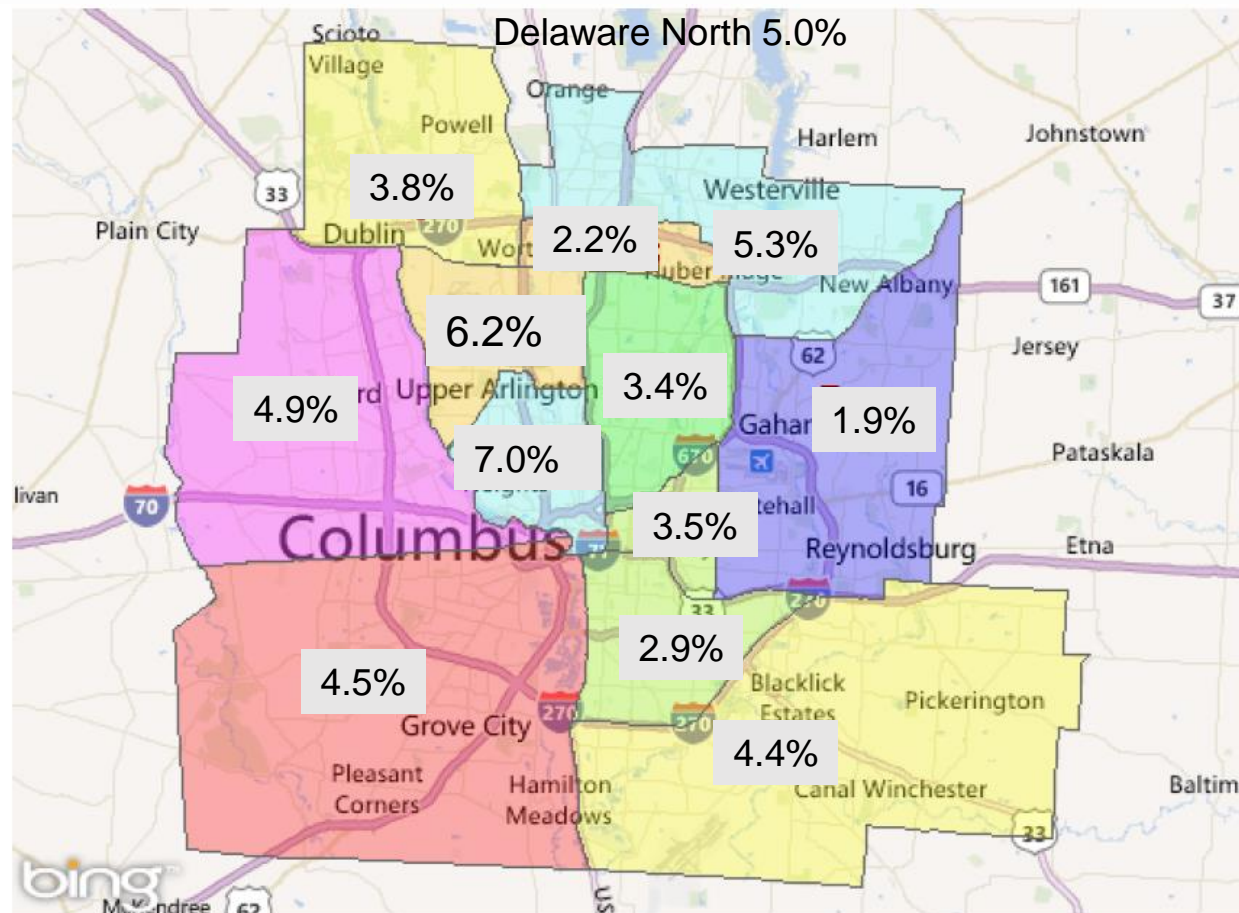 Delaware North 5.0%
Scioto
Village
Orange
Powell
Harlem
Johnstown
33
3.8%
Westerville
Plain City
Dublin
270
2.2%
5.3%
New Albany
161
37
6.2%
62
Jersey
4.9%
Upper Arlington
3.4%
1.9%
7.0%
670
Pataskala
70
16
3.5%
Columbus
Reynoldsburg
Etna
33
2.9%
4.5%
Blacklick
Estates
Pickerington
Grove City
270
270
4.4%
Pleasant
Corners
Hamilton
Meadows
Canal Winchester
33
bing
62